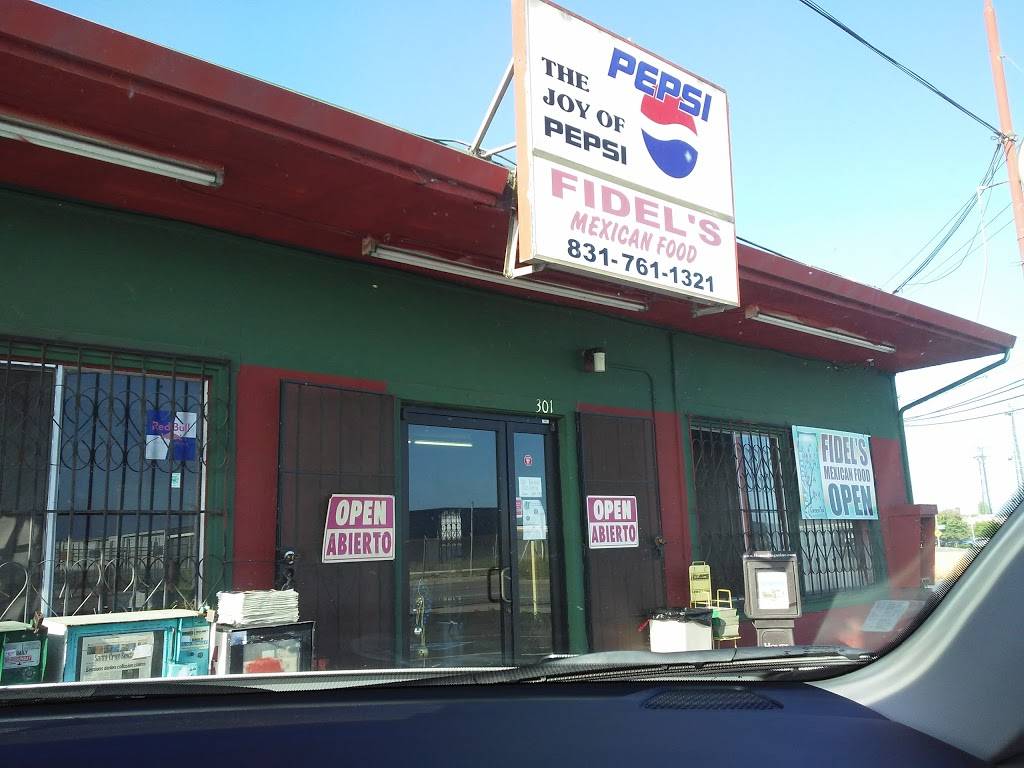 THE
JOY OF
PEPSI
PEPSI
FIDEL'S
MEXICAN FOOD
831-761-1321
301
Red Bull
OPEN
ABIERTO
OPEN
ABIERTO
FIDEL'S
MEXICAN FOOD
OPEN